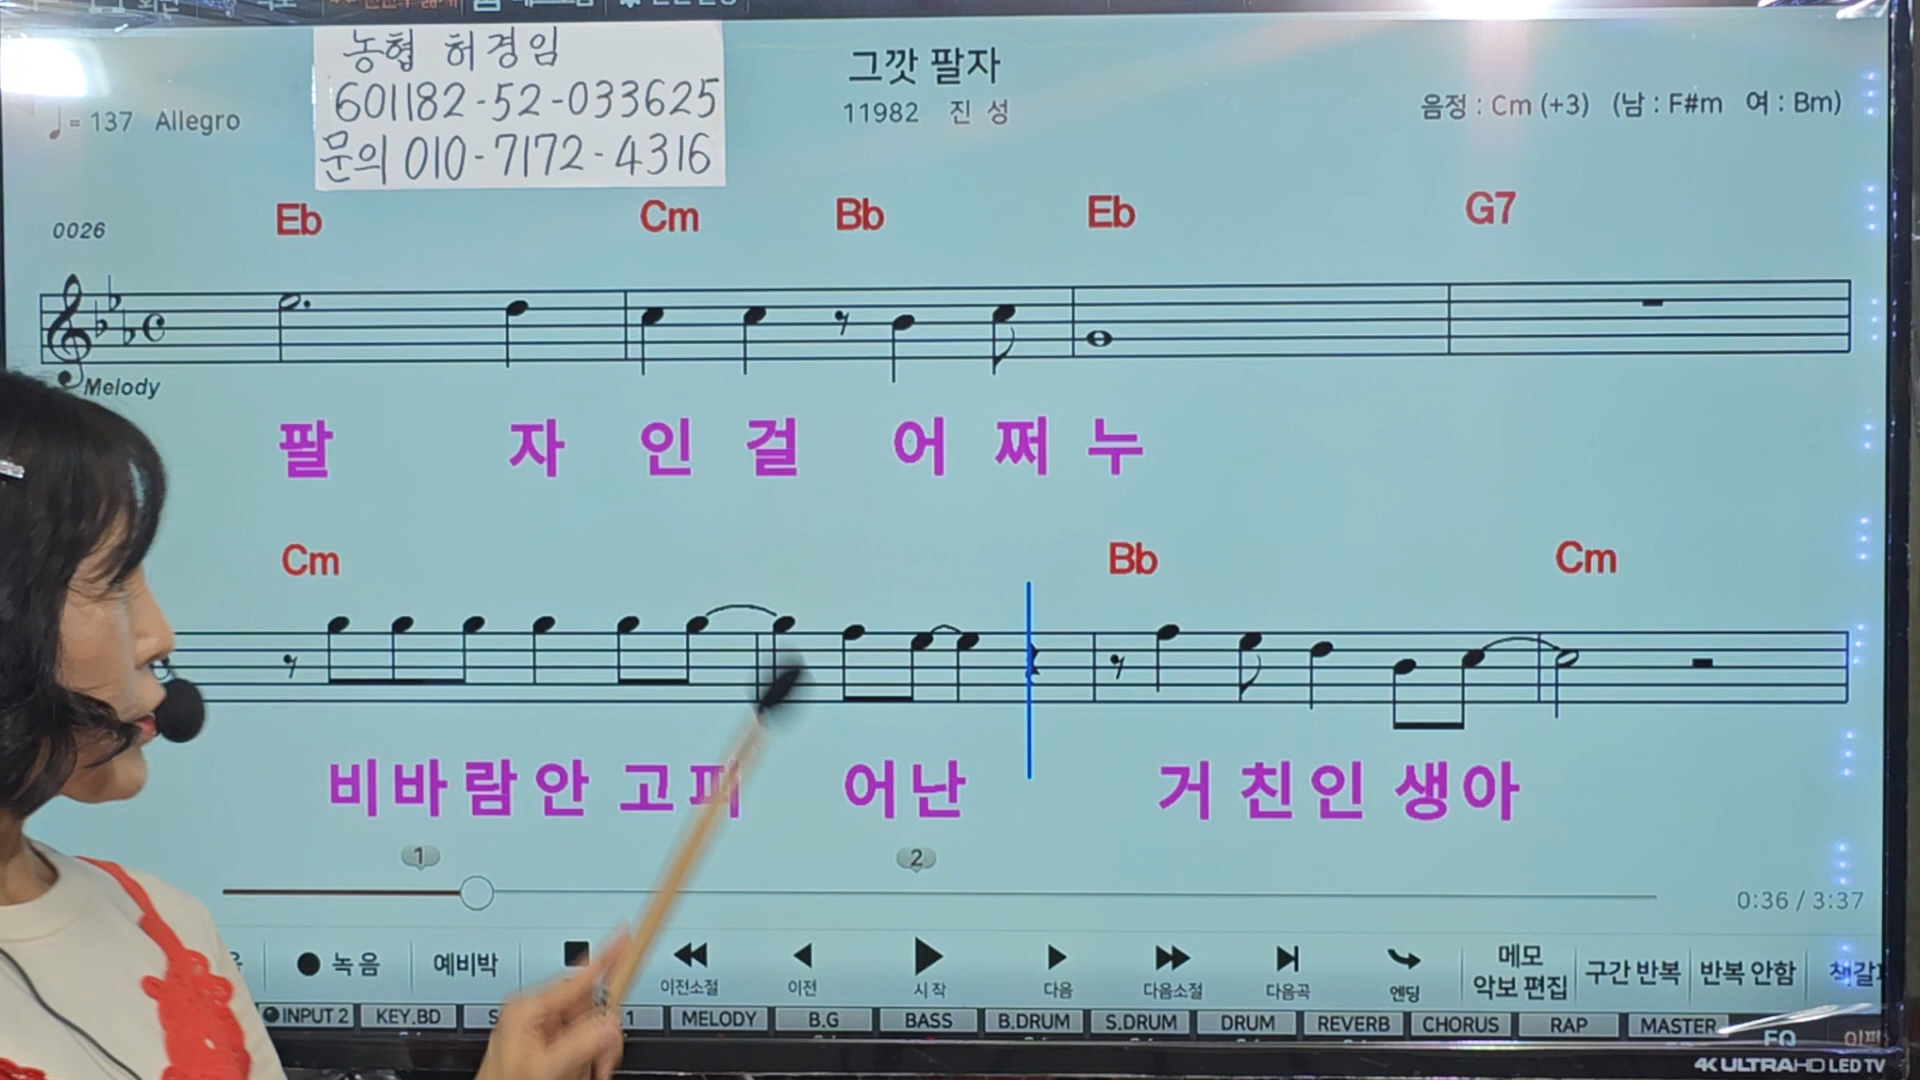 농협 허경임
601182-52-033625
문의 010-7172-4316
그깟 팔자
11982 진 성
♩= 137 Allegro
음정 : Cm (+3) (남 : F#m 여 : Bm)
0026
Eb Cm Bb Eb G7
Melody
팔 자 인 걸 어 쩌 누
Cm Bb Cm
비 바 람 안 고 피 어 난 거 친 인 생 아
1 2
0:36 / 3:37
녹음 예비박 이전소절 이전 시작 다음 다음소절 다음곡 엔딩 메모 악보 편집 구간 반복 반복 안함
INPUT 2 KEY.BD MELODY B.G BASS B.DRUM S.DRUM DRUM REVERB CHORUS RAP MASTER EQ
4K ULTRA HD LED TV